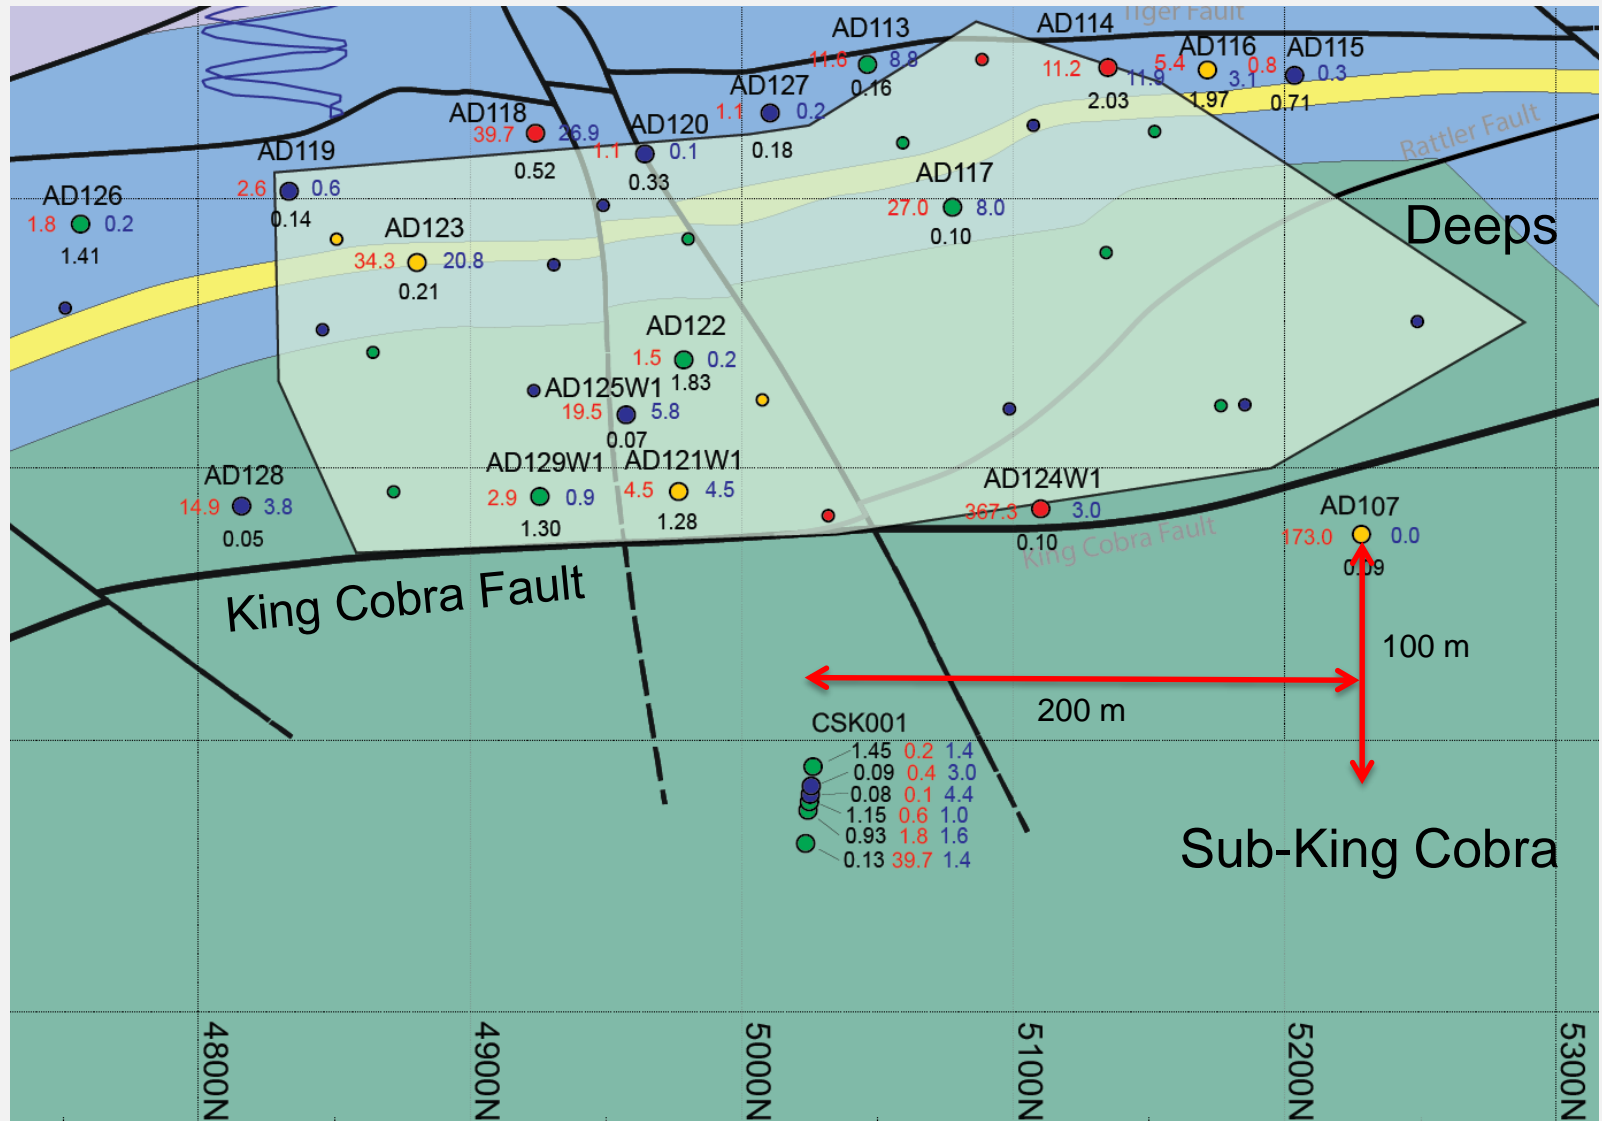 Tiger Fault
AD113
11.6 8.8
0.16
AD114
11.2 11.9
2.03
AD116
5.4 3.1
1.97
AD115
0.8 0.3
0.71
AD127
1.1 0.2
0.18
AD118
39.7 26.9
0.52
AD120
1.1 0.1
0.33
Rattler Fault
AD119
2.6 0.6
0.14
AD126
1.8 0.2
1.41
AD117
27.0 8.0
0.10
Deeps
AD123
34.3 20.8
0.21
AD122
1.5 0.2
1.83
AD125W1
19.5 5.8
0.07
AD128
14.9 3.8
0.05
AD129W1
2.9 0.9
1.30
AD121W1
4.5 4.5
1.28
AD124W1
367.3 3.0
0.10
King Cobra Fault
AD107
173.0 0.0
0.09
King Cobra Fault
100 m
200 m
CSK001
1.45 0.2 1.4
0.09 0.4 3.0
0.08 0.1 4.4
1.15 0.6 1.0
0.93 1.8 1.6
0.13 39.7 1.4
Sub-King Cobra
4800N
4900N
5000N
5100N
5200N
5300N